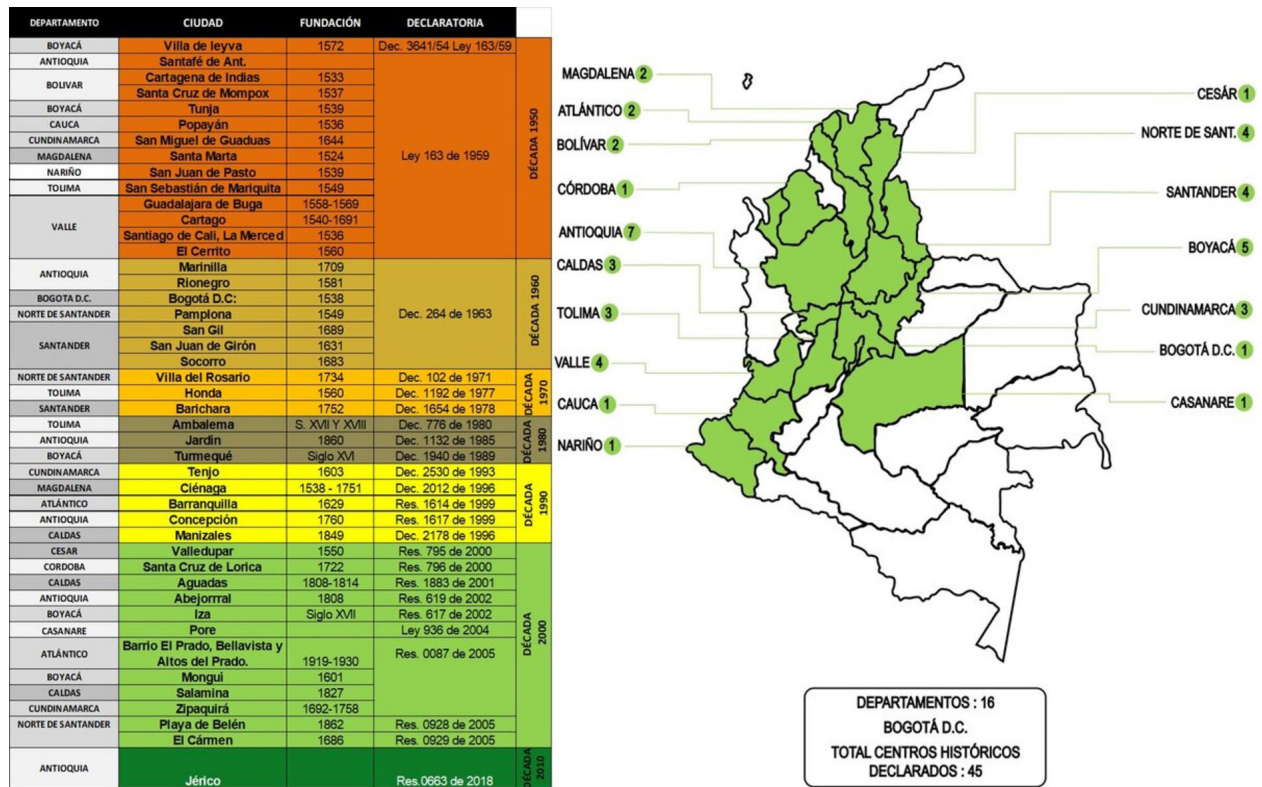 DEPARTAMENTO CIUDAD FUNDACIÓN DECLARATORIA
BOYACÁ Villa de leyva 1572 Dec. 3641/54 Ley 163/59
ANTIOQUIA Santafé de Ant.
BOLIVAR Cartagena de Indias 1533
Santa Cruz de Mompox 1537
BOYACÁ Tunja 1539
CAUCA Popayán 1536
CUNDINAMARCA San Miguel de Guaduas 1644
MAGDALENA Santa Marta 1524 Ley 163 de 1959
NARIÑO San Juan de Pasto 1539
TOLIMA San Sebastián de Mariquita 1549
VALLE Guadalajara de Buga 1558-1569
Cartago 1540-1691
Santiago de Cali, La Merced 1536
El Cerrito 1560
DÉCADA 1950
ANTIOQUIA Marinilla 1709
Rionegro 1581
BOGOTA D.C. Bogotá D.C: 1538
NORTE DE SANTANDER Pamplona 1549 Dec. 264 de 1963
SANTANDER San Gil 1689
San Juan de Girón 1631
Socorro 1683
DÉCADA 1960
NORTE DE SANTANDER Villa del Rosario 1734 Dec. 102 de 1971
TOLIMA Honda 1560 Dec. 1192 de 1977
SANTANDER Barichara 1752 Dec. 1654 de 1978
DÉCADA
1970
TOLIMA Ambalema S. XVII Y XVIII Dec. 776 de 1980
ANTIOQUIA Jardín 1860 Dec. 1132 de 1985
BOYACÁ Turmequé Siglo XVI Dec. 1940 de 1989
DÉCADA
1980
CUNDINAMARCA Tenjo 1603 Dec. 2530 de 1993
MAGDALENA Ciénaga 1538 - 1751 Dec. 2012 de 1996
ATLÁNTICO Barranquilla 1629 Res. 1614 de 1999
ANTIOQUIA Concepción 1760 Res. 1617 de 1999
CALDAS Manizales 1849 Dec. 2178 de 1996
DÉCADA
1990
CESAR Valledupar 1550 Res. 795 de 2000
CORDOBA Santa Cruz de Lorica 1722 Res. 796 de 2000
CALDAS Aguadas 1808-1814 Res. 1883 de 2001
ANTIOQUIA Abejorrral 1808 Res. 619 de 2002
BOYACÁ Iza Siglo XVII Res. 617 de 2002
CASANARE Pore Ley 936 de 2004
ATLÁNTICO Barrio El Prado, Bellavista y
Altos del Prado. 1919-1930 Res. 0087 de 2005
BOYACÁ Monguí 1601
CALDAS Salamina 1827
CUNDINAMARCA Zipaquirá 1692-1758
NORTE DE SANTANDER Playa de Belén 1862 Res. 0928 de 2005
El Cármen 1686 Res. 0929 de 2005
DÉCADA
2000
ANTIOQUIA Jérico Res.0663 de 2018
DÉCADA
2010
MAGDALENA 2
ATLÁNTICO 2
BOLÍVAR 2
CÓRDOBA 1
ANTIOQUIA 7
CALDAS 3
TOLIMA 3
VALLE 4
CAUCA 1
NARIÑO 1
CESÁR 1
NORTE DE SANT. 4
SANTANDER 4
BOYACÁ 5
CUNDINAMARCA 3
BOGOTÁ D.C. 1
CASANARE 1
DEPARTAMENTOS : 16
BOGOTÁ D.C.
TOTAL CENTROS HISTÓRICOS
DECLARADOS : 45